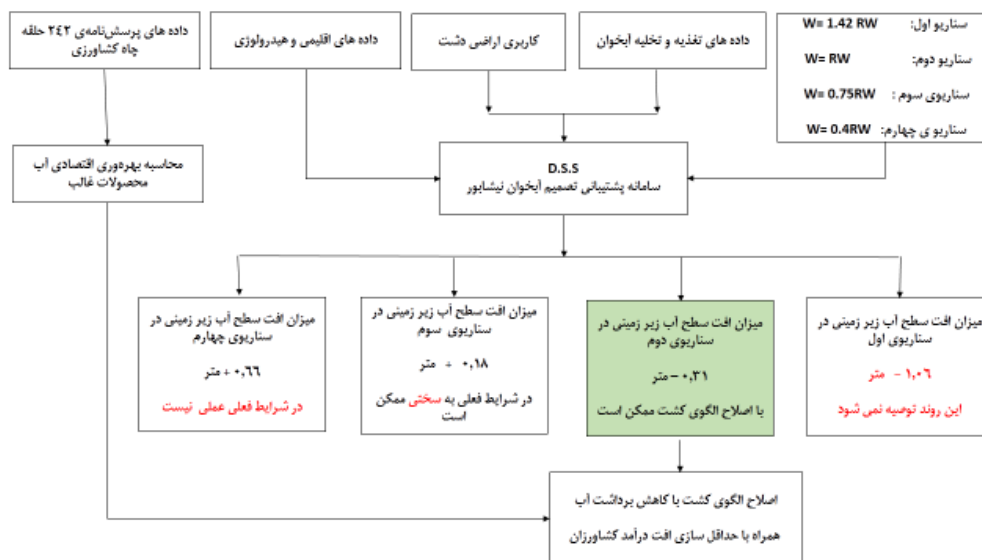 سناریو اول: W= 1.42 RW
سناریو دوم: W= RW
سناریوی سوم : W= 0.75RW
سناریو ی چهارم: W= 0.4RW
داده های تغذیه و تخلیه آبخوان
کاربری اراضی دشت
داده های اقلیمی و هیدرولوژی
داده های پرسش‌نامه‌ی ۲۴۲ حلقه
چاه کشاورزی
محاسبه بهره‌وری اقتصادی آب
محصولات غالب
D.S.S
سامانه پشتیبانی تصمیم آبخوان نیشابور
میزان افت سطح آب زیر زمینی در
سناریوی اول
۱,۰۶ – متر
این روند توصیه نمی شود
میزان افت سطح آب زیر زمینی در
سناریوی دوم
۰,۳۱ – متر
با اصلاح الگوی کشت ممکن است
میزان افت سطح آب زیر زمینی در
سناریوی سوم
۰,۱۸ + متر
در شرایط فعلی به سختی ممکن
است
میزان افت سطح آب زیر زمینی در
سناریوی چهارم
۰,۶۶ + متر
در شرایط فعلی عملی نیست
اصلاح الگوی کشت با کاهش برداشت آب
همراه با حداقل سازی افت درآمد کشاورزان